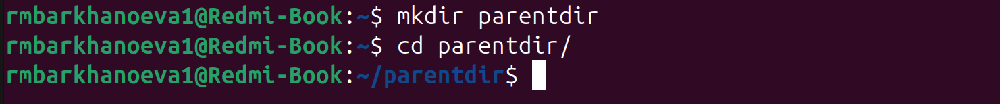 rmbarkhanoeva1@Redmi-Book:~$ mkdir parentdir
rmbarkhanoeva1@Redmi-Book:~$ cd parentdir/
rmbarkhanoeva1@Redmi-Book:~/parentdir$